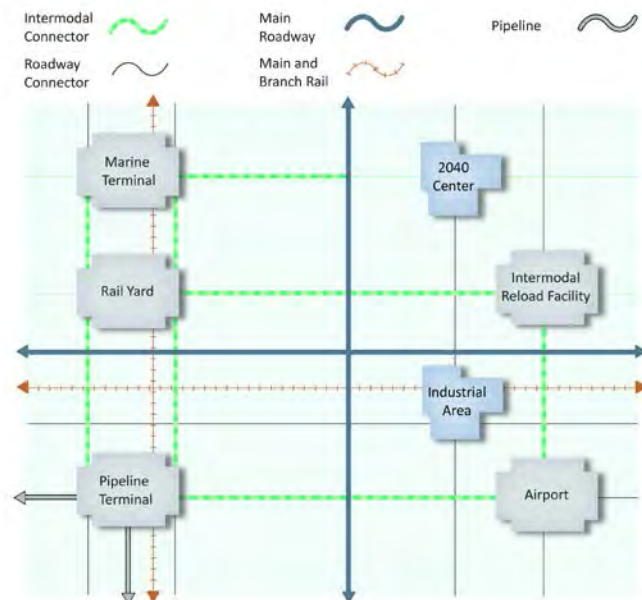 Intermodal
Connector
Main
Roadway
Pipeline
Roadway
Connector
Main and
Branch Rail
Marine
Terminal
2040
Center
Rail Yard
Intermodal
Reload Facility
Industrial
Area
Pipeline
Terminal
Airport